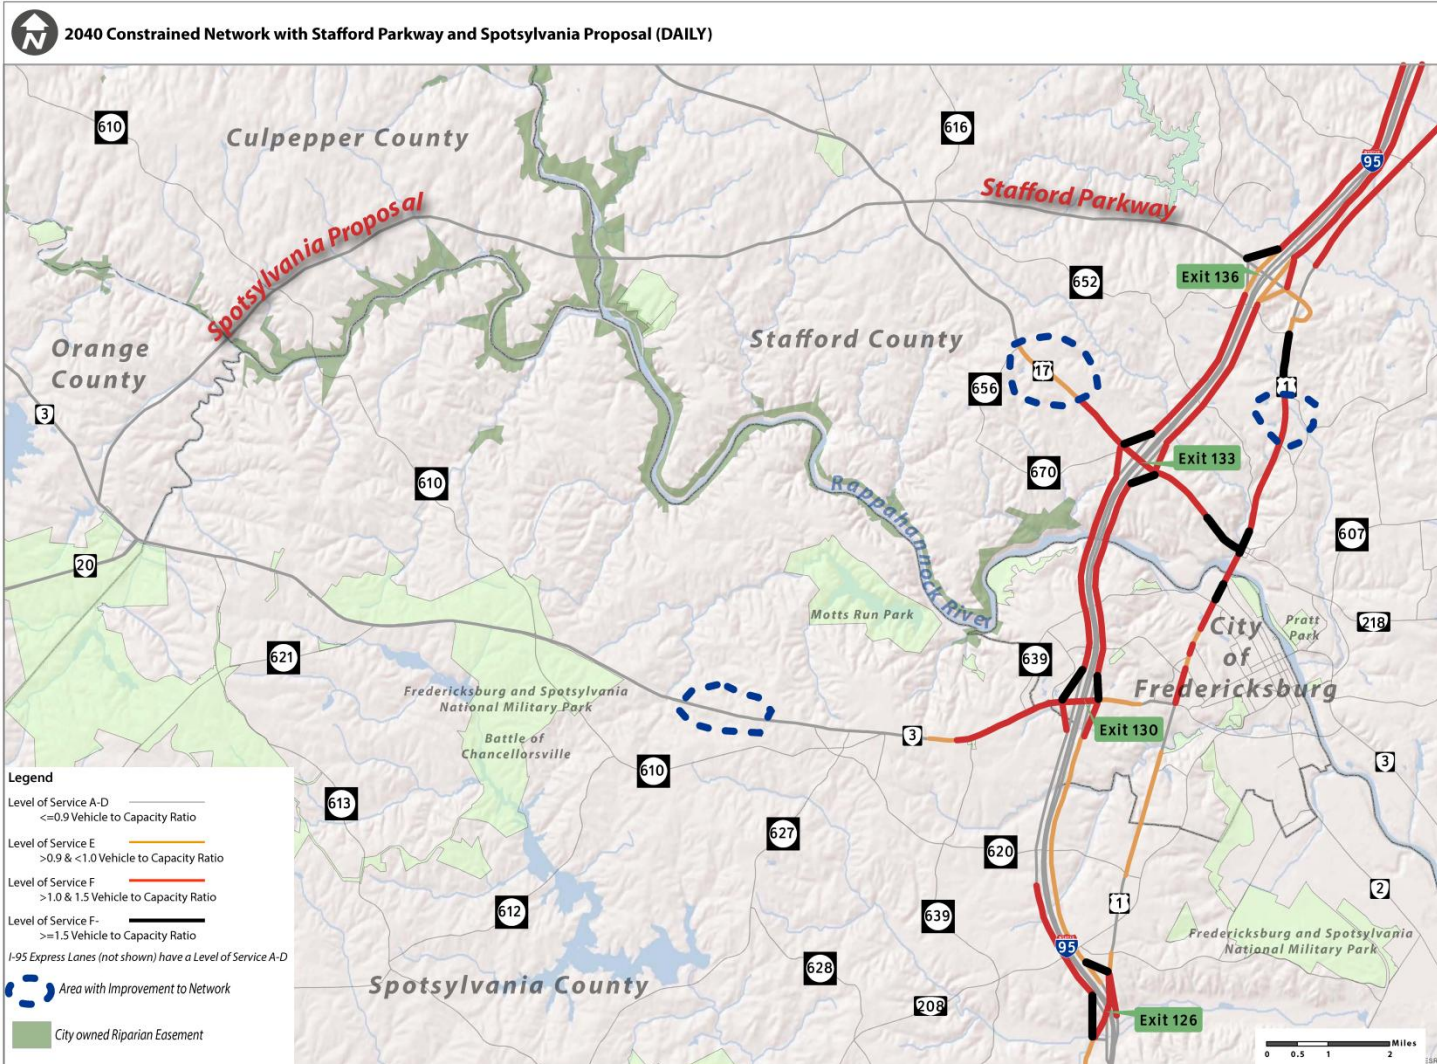 N
2040 Constrained Network with Stafford Parkway and Spotsylvania Proposal (DAILY)
610
Culpepper County
616
95
Stafford Parkway
Spotsylvania Proposal
Exit 136
652
Orange
County
Stafford County
17
656
1
3
Exit 133
670
610
Rappahannock River
607
20
Motts Run Park
City
of
Fredericksburg
Pratt
Park
218
621
639
Fredericksburg and Spotsylvania
National Military Park
Battle of
Chancellorsville
3
Exit 130
610
3
613
627
620
2
612
639
1
Fredericksburg and Spotsylvania
National Military Park
95
628
Spotsylvania County
208
Exit 126
Legend
Level of Service A-D
<=0.9 Vehicle to Capacity Ratio
Level of Service E
>0.9 & <1.0 Vehicle to Capacity Ratio
Level of Service F
>1.0 & 1.5 Vehicle to Capacity Ratio
Level of Service F-
>=1.5 Vehicle to Capacity Ratio
I-95 Express Lanes (not shown) have a Level of Service A-D
Area with Improvement to Network
City owned Riparian Easement
Miles
0 0.5 1 2